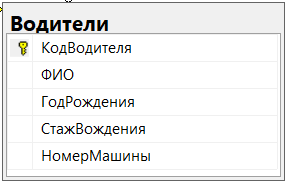 Водители
КодВодителя
ФИО
ГодРождения
СтажВождения
НомерМашины